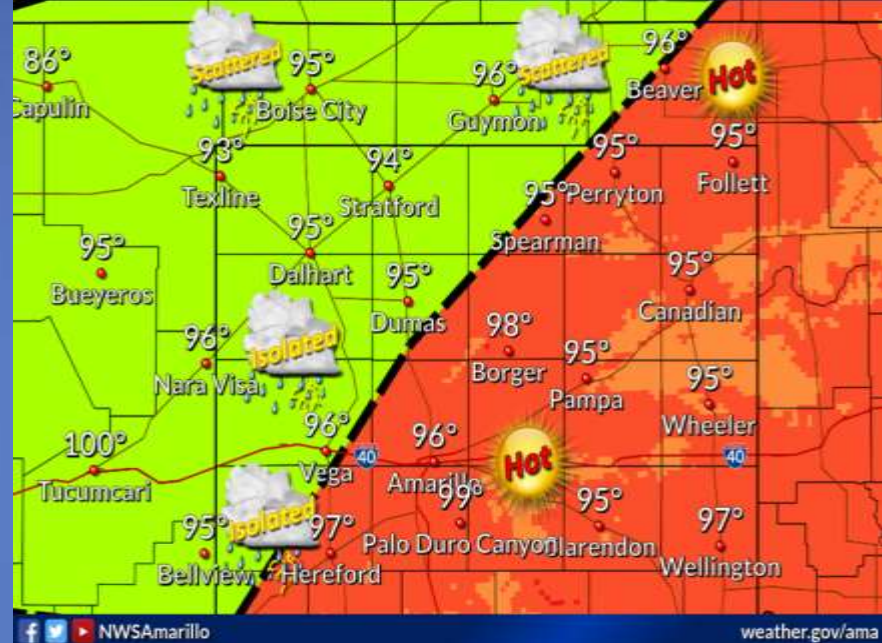 86°
Capulin
Scattered
95°
Boise City
96°
Guymon
Scattered
96°
Beaver
Hot
93°
Texline
94°
Stratford
95°
Perryton
95°
Follett
95°
Spearman
95°
Bueyeros
95°
Dalhart
95°
Dumas
95°
Canadian
96°
Nara Visa
Isolated
98°
Borger
95°
Pampa
95°
Wheeler
100°
Tucumcari
96°
Vega
40
96°
Amarillo
Hot
40
95°
Bellview
Isolated
97°
Hereford
99°
Palo Duro Canyon
95°
Clarendon
97°
Wellington
NWSAmarillo
weather.gov/ama